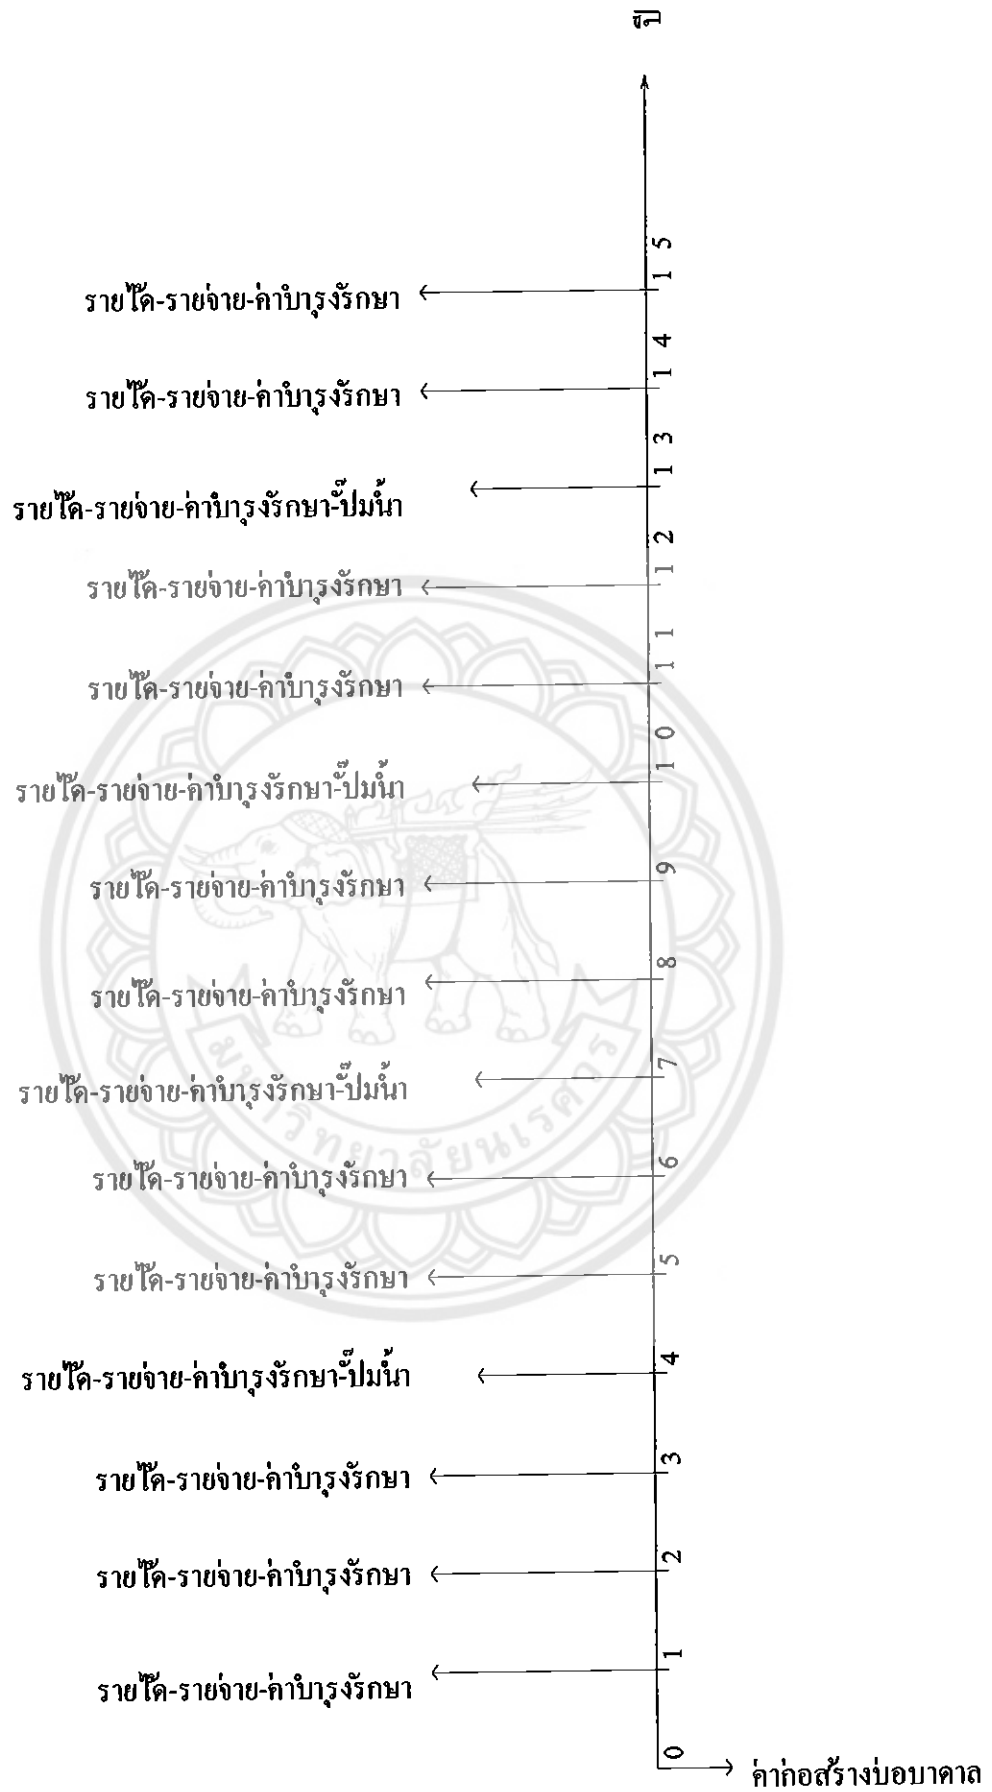 ปี
15
รายได้-รายจ่าย-ค่าบำรุงรักษา
14
รายได้-รายจ่าย-ค่าบำรุงรักษา
13
รายได้-รายจ่าย-ค่าบำรุงรักษา-ปั๊มน้ำ
12
รายได้-รายจ่าย-ค่าบำรุงรักษา
11
รายได้-รายจ่าย-ค่าบำรุงรักษา
10
รายได้-รายจ่าย-ค่าบำรุงรักษา-ปั๊มน้ำ
9
รายได้-รายจ่าย-ค่าบำรุงรักษา
8
รายได้-รายจ่าย-ค่าบำรุงรักษา
7
รายได้-รายจ่าย-ค่าบำรุงรักษา-ปั๊มน้ำ
มหาวิทยาลัยนเรศวร
6
รายได้-รายจ่าย-ค่าบำรุงรักษา
5
รายได้-รายจ่าย-ค่าบำรุงรักษา
4
รายได้-รายจ่าย-ค่าบำรุงรักษา-ปั๊มน้ำ
3
รายได้-รายจ่าย-ค่าบำรุงรักษา
2
รายได้-รายจ่าย-ค่าบำรุงรักษา
1
รายได้-รายจ่าย-ค่าบำรุงรักษา
0
ค่าก่อสร้างบ่อบาดาล